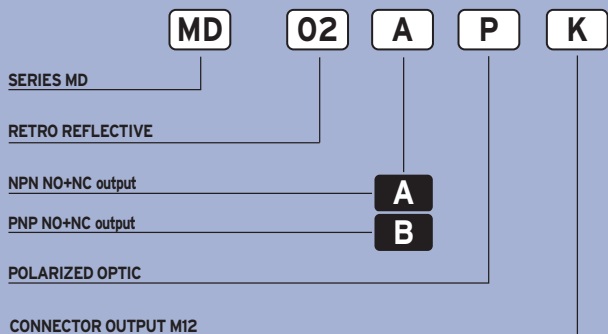 MD 02 A P K
SERIES MD
RETRO REFLECTIVE
NPN NO+NC output A
PNP NO+NC output B
POLARIZED OPTIC
CONNECTOR OUTPUT M12